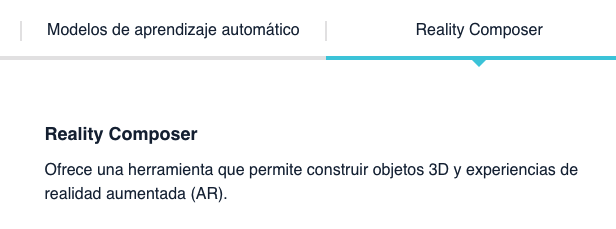 Modelos de aprendizaje automático
Reality Composer
Reality Composer
Ofrece una herramienta que permite construir objetos 3D y experiencias de
realidad aumentada (AR).